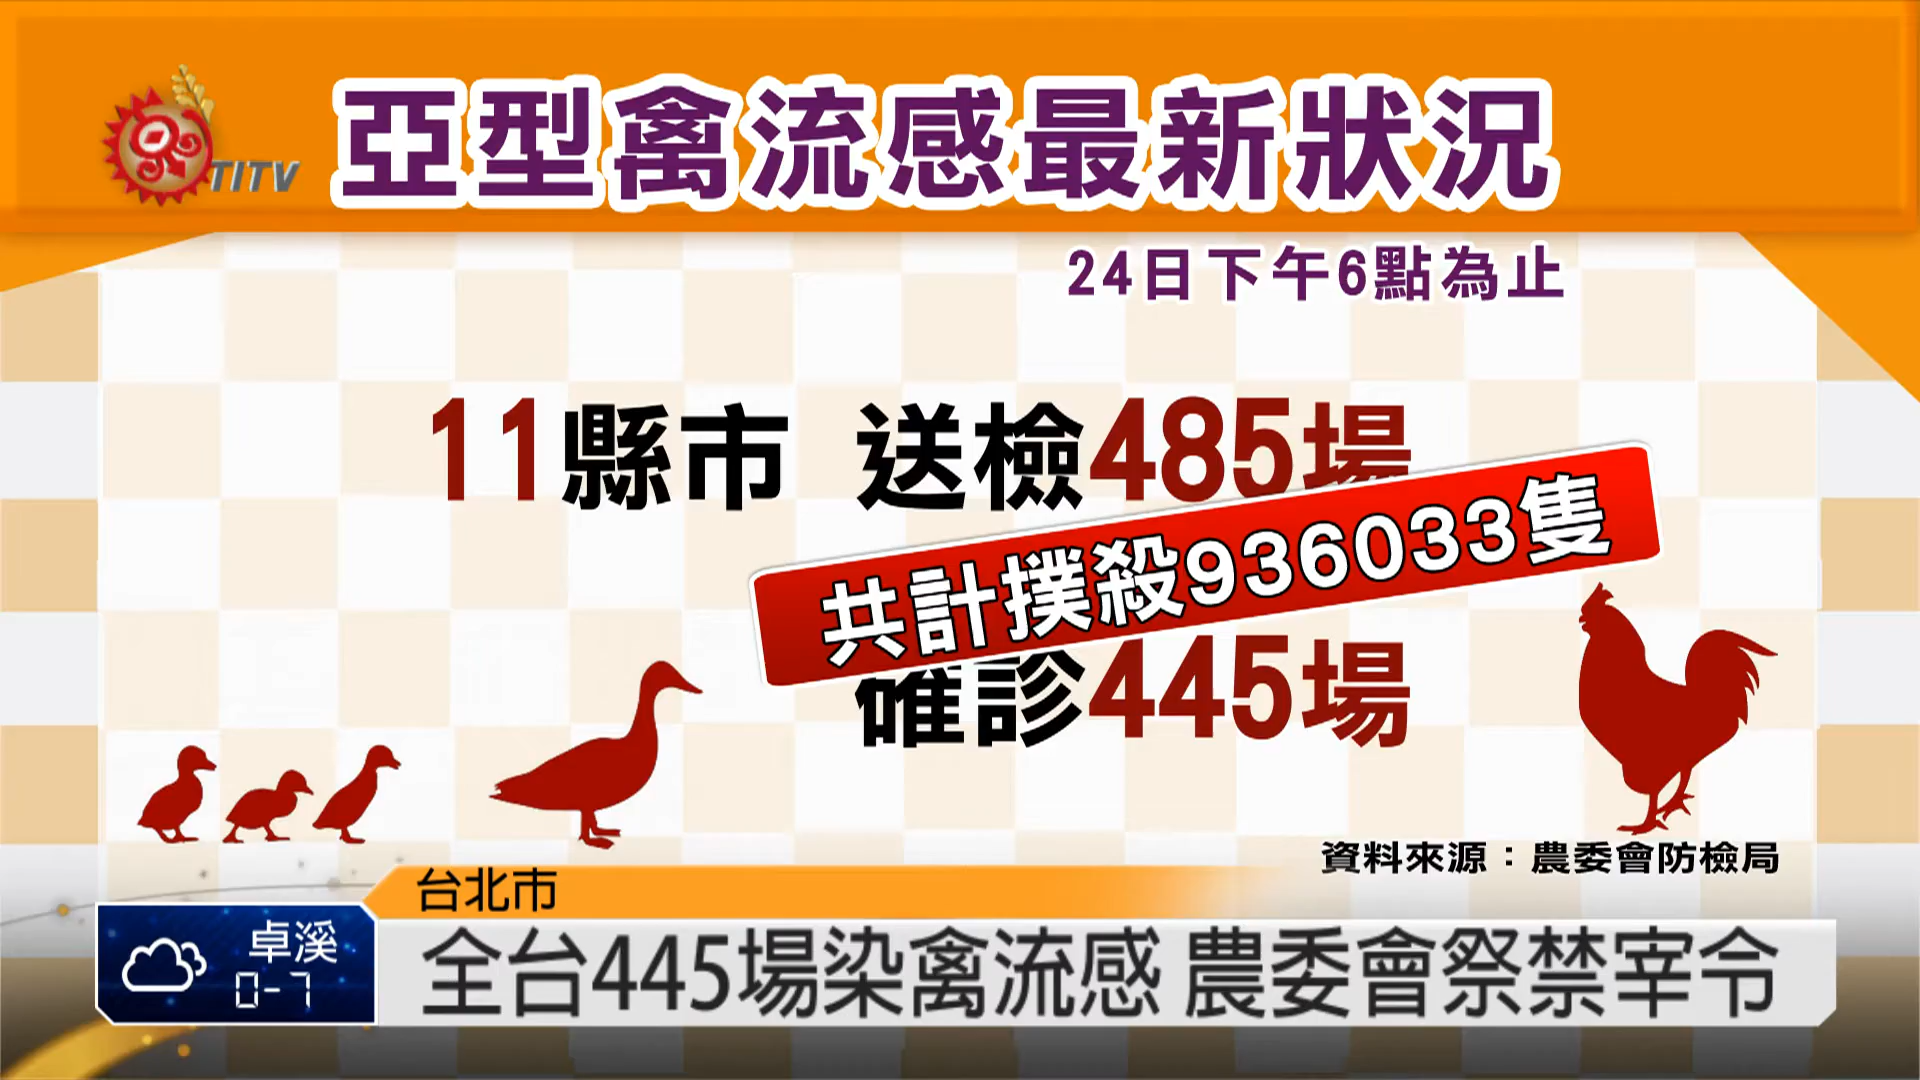 TITV
亞型禽流感最新狀況
24日下午6點為止
11縣市 送檢485場
共計撲殺936033隻
確診445場
資料來源：農委會防檢局
台北市
卓溪
0-7
全台445場染禽流感 農委會祭禁宰令